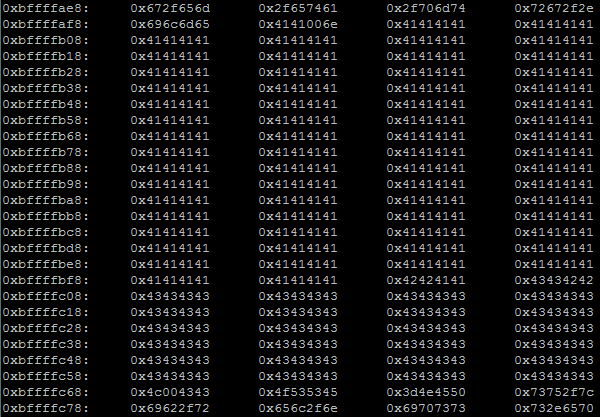 0xbffffae8: 0x672f656d 0x2f657461 0x2f706d74 0x72672f2e
0xbffffaf8: 0x696c6d65 0x4141006e 0x41414141 0x41414141
0xbffffb08: 0x41414141 0x41414141 0x41414141 0x41414141
0xbffffb18: 0x41414141 0x41414141 0x41414141 0x41414141
0xbffffb28: 0x41414141 0x41414141 0x41414141 0x41414141
0xbffffb38: 0x41414141 0x41414141 0x41414141 0x41414141
0xbffffb48: 0x41414141 0x41414141 0x41414141 0x41414141
0xbffffb58: 0x41414141 0x41414141 0x41414141 0x41414141
0xbffffb68: 0x41414141 0x41414141 0x41414141 0x41414141
0xbffffb78: 0x41414141 0x41414141 0x41414141 0x41414141
0xbffffb88: 0x41414141 0x41414141 0x41414141 0x41414141
0xbffffb98: 0x41414141 0x41414141 0x41414141 0x41414141
0xbffffba8: 0x41414141 0x41414141 0x41414141 0x41414141
0xbffffbb8: 0x41414141 0x41414141 0x41414141 0x41414141
0xbffffbc8: 0x41414141 0x41414141 0x41414141 0x41414141
0xbffffbd8: 0x41414141 0x41414141 0x41414141 0x41414141
0xbffffbe8: 0x41414141 0x41414141 0x41414141 0x41414141
0xbffffbf8: 0x41414141 0x41414141 0x42424141 0x43434242
0xbffffc08: 0x43434343 0x43434343 0x43434343 0x43434343
0xbffffc18: 0x43434343 0x43434343 0x43434343 0x43434343
0xbffffc28: 0x43434343 0x43434343 0x43434343 0x43434343
0xbffffc38: 0x43434343 0x43434343 0x43434343 0x43434343
0xbffffc48: 0x43434343 0x43434343 0x43434343 0x43434343
0xbffffc58: 0x43434343 0x43434343 0x43434343 0x43434343
0xbffffc68: 0x4c004343 0x4f535345 0x3d4e4550 0x73752f7c
0xbffffc78: 0x69622f72 0x656c2f6e 0x69707373 0x732e6570